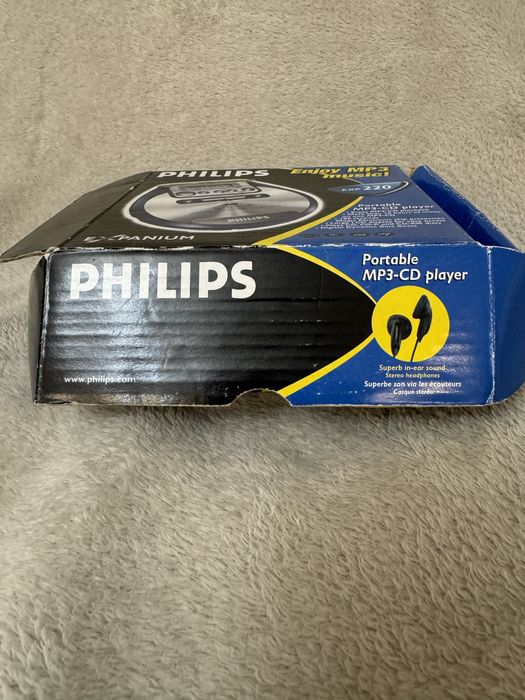 PHILIPS
Enjoy MP3
music!
EXP 220
Portable
MP3-CD player
PHILIPS
EXPANIUM
PHILIPS
www.philips.com
Portable
MP3-CD player
Superb in-ear sound
Stereo headphones
Superbe son via les écouteurs
Casque stéréo